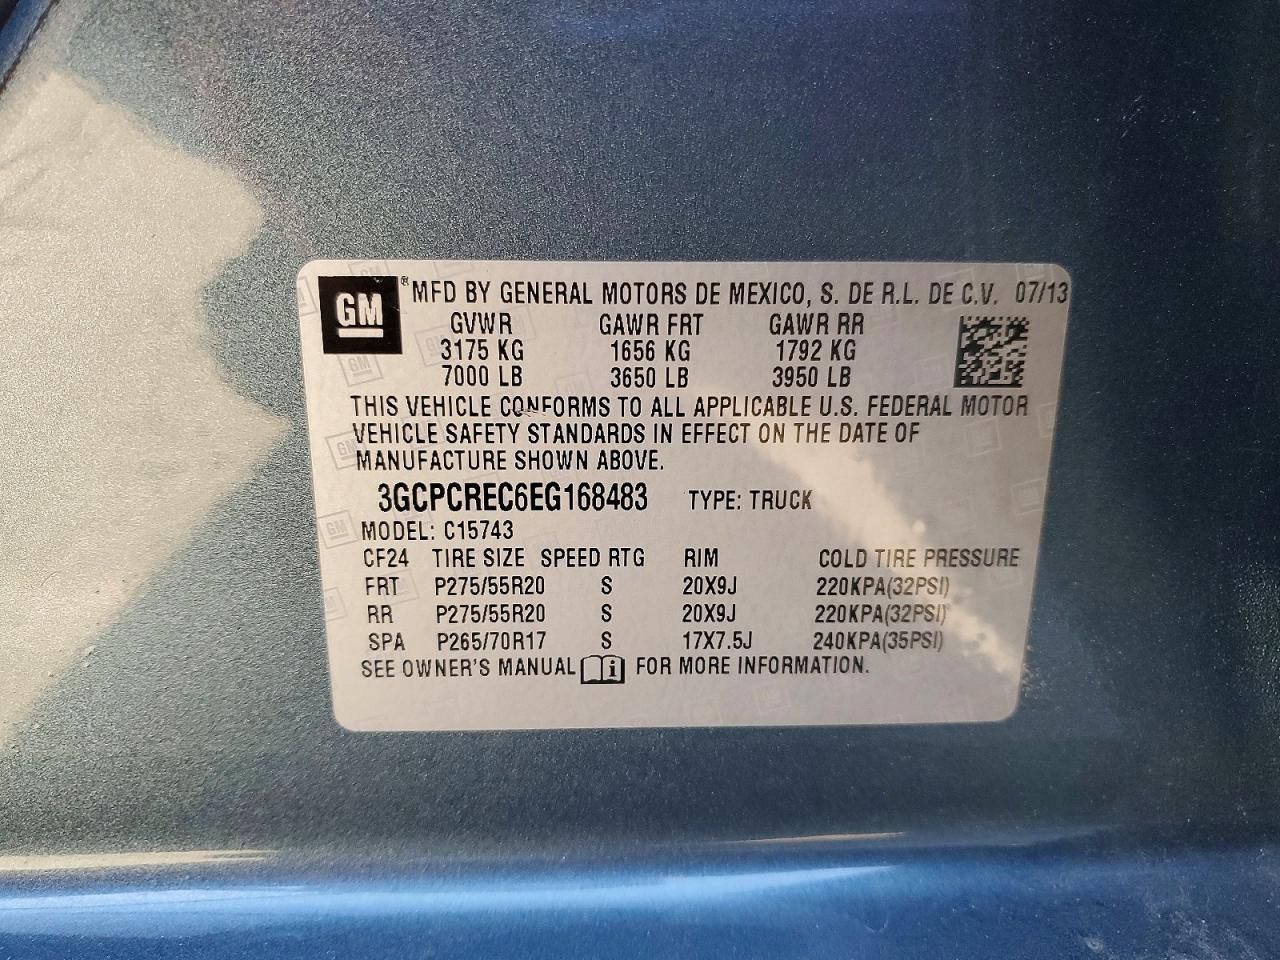 GM ® MFD BY GENERAL MOTORS DE MEXICO, S. DE R.L. DE C.V. 07/13
GVWR GAWR FRT GAWR RR
3175 KG 1656 KG 1792 KG
7000 LB 3650 LB 3950 LB
THIS VEHICLE CONFORMS TO ALL APPLICABLE U.S. FEDERAL MOTOR
VEHICLE SAFETY STANDARDS IN EFFECT ON THE DATE OF
MANUFACTURE SHOWN ABOVE.
3GCPCREC6EG168483 TYPE: TRUCK
MODEL: C15743
CF24 TIRE SIZE SPEED RTG RIM COLD TIRE PRESSURE
FRT P275/55R20 S 20X9J 220KPA(32PSI)
RR P275/55R20 S 20X9J 220KPA(32PSI)
SPA P265/70R17 S 17X7.5J 240KPA(35PSI)
SEE OWNER'S MANUAL i FOR MORE INFORMATION.